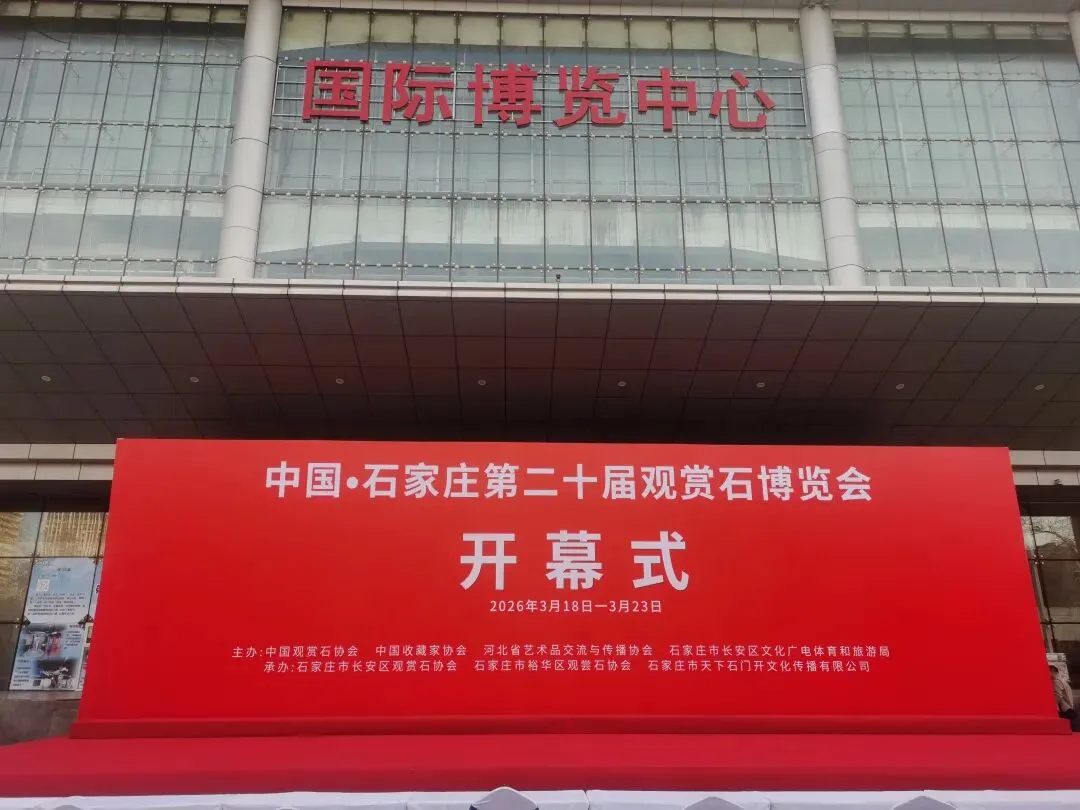 国际博览中心
中国•石家庄第二十届观赏石博览会
开幕式
2026年3月18日—3月23日
主办:中国观赏石协会 中国收藏家协会 河北省艺术品交流与传播协会 石家庄市长安区文化广电体育和旅游局
承办:石家庄市长安区观赏石协会 石家庄市裕华区观赏石协会 石家庄市天下石门开文化传播有限公司